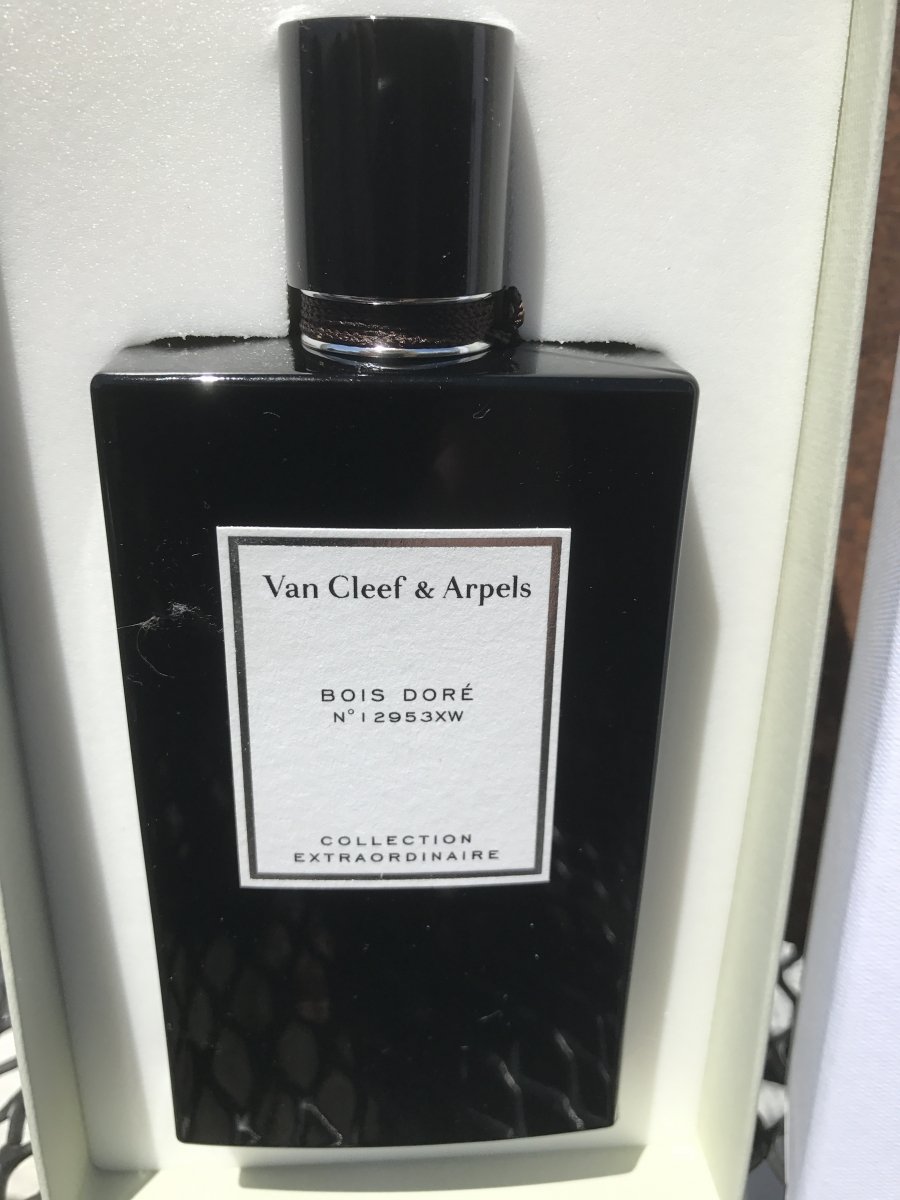 Van Cleef & Arpels
BOIS DORÉ
N°12953XW
COLLECTION
EXTRAORDINAIRE